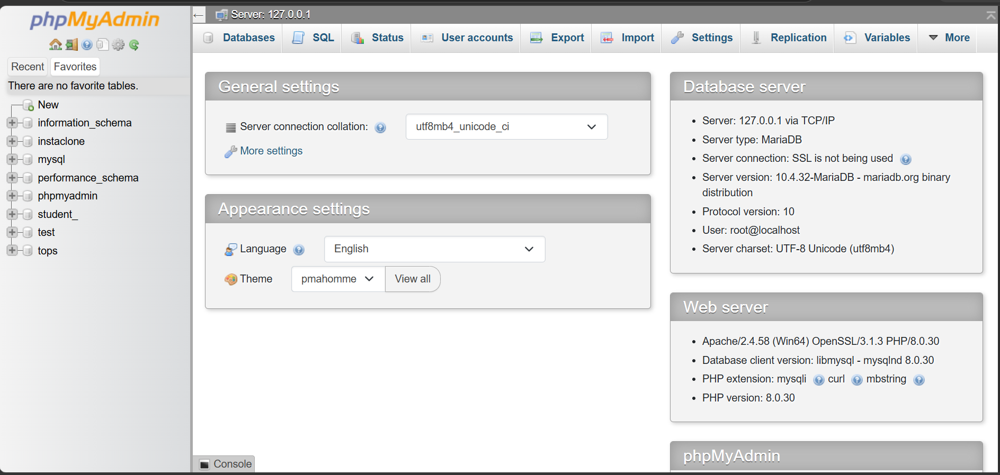 phpMyAdmin
Recent Favorites
There are no favorite tables.
New
information_schema
instaclone
mysql
performance_schema
phpmyadmin
student_
test
tops
Server: 127.0.0.1
Databases SQL Status User accounts Export Import Settings Replication Variables More
General settings
Server connection collation: utf8mb4_unicode_ci
More settings
Appearance settings
Language English
Theme pmahomme View all
Database server
Server: 127.0.0.1 via TCP/IP
Server type: MariaDB
Server connection: SSL is not being used
Server version: 10.4.32-MariaDB - mariadb.org binary
distribution
Protocol version: 10
User: root@localhost
Server charset: UTF-8 Unicode (utf8mb4)
Web server
Apache/2.4.58 (Win64) OpenSSL/3.1.3 PHP/8.0.30
Database client version: libmysql - mysqlnd 8.0.30
PHP extension: mysqli curl mbstring
PHP version: 8.0.30
phpMyAdmin
Console